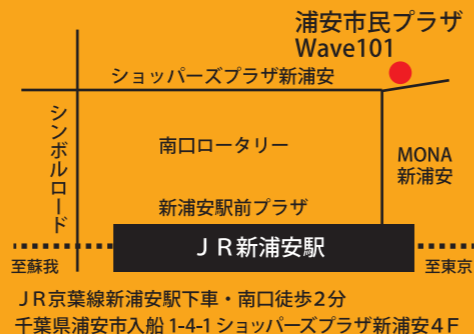 浦安市民プラザ
Wave101
ショッパーズプラザ新浦安
シンボルロード
南口ロータリー
MONA
新浦安
新浦安駅前プラザ
ＪＲ新浦安駅
至蘇我
至東京
ＪＲ京葉線新浦安駅下車・南口徒歩２分
千葉県浦安市入船 1-4-1 ショッパーズプラザ新浦安４Ｆ